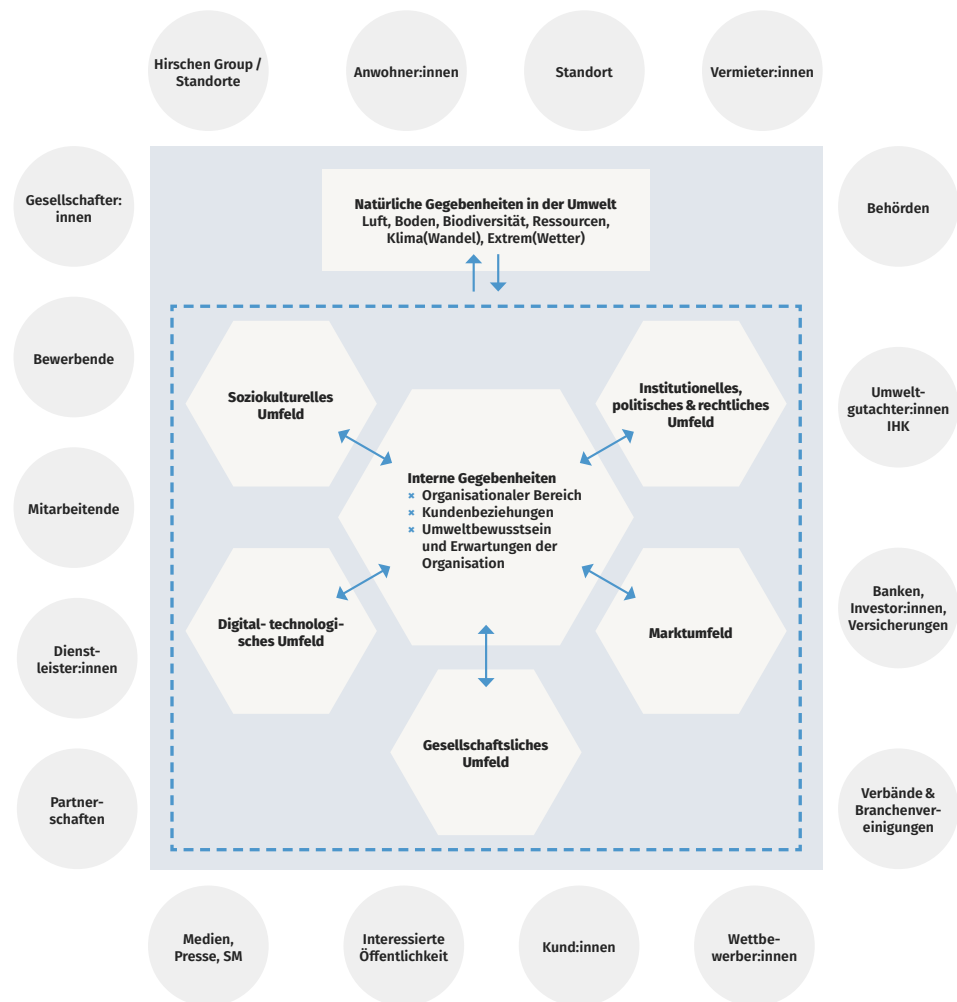 Hirschen Group /
Standorte
Anwohner:innen
Standort
Vermieter:innen
Gesellschafter:
innen
Bewerbende
Mitarbeitende
Dienst-
leister:innen
Partner-
schaften
Natürliche Gegebenheiten in der Umwelt
Luft, Boden, Biodiversität, Ressourcen,
Klima(Wandel), Extrem(Wetter)
Soziokulturelles
Umfeld
Institutionelles,
politisches & rechtliches
Umfeld
Interne Gegebenheiten
× Organisationaler Bereich
× Kundenbeziehungen
× Umweltbewusstsein
und Erwartungen der
Organisation
Digital- technologi-
sches Umfeld
Marktumfeld
Gesellschaftsliches
Umfeld
Behörden
Umwelt-
gutachter:innen
IHK
Banken,
Investor:innen,
Versicherungen
Verbände &
Branchenver-
einigungen
Medien,
Presse, SM
Interessierte
Öffentlichkeit
Kund:innen
Wettbe-
werber:innen